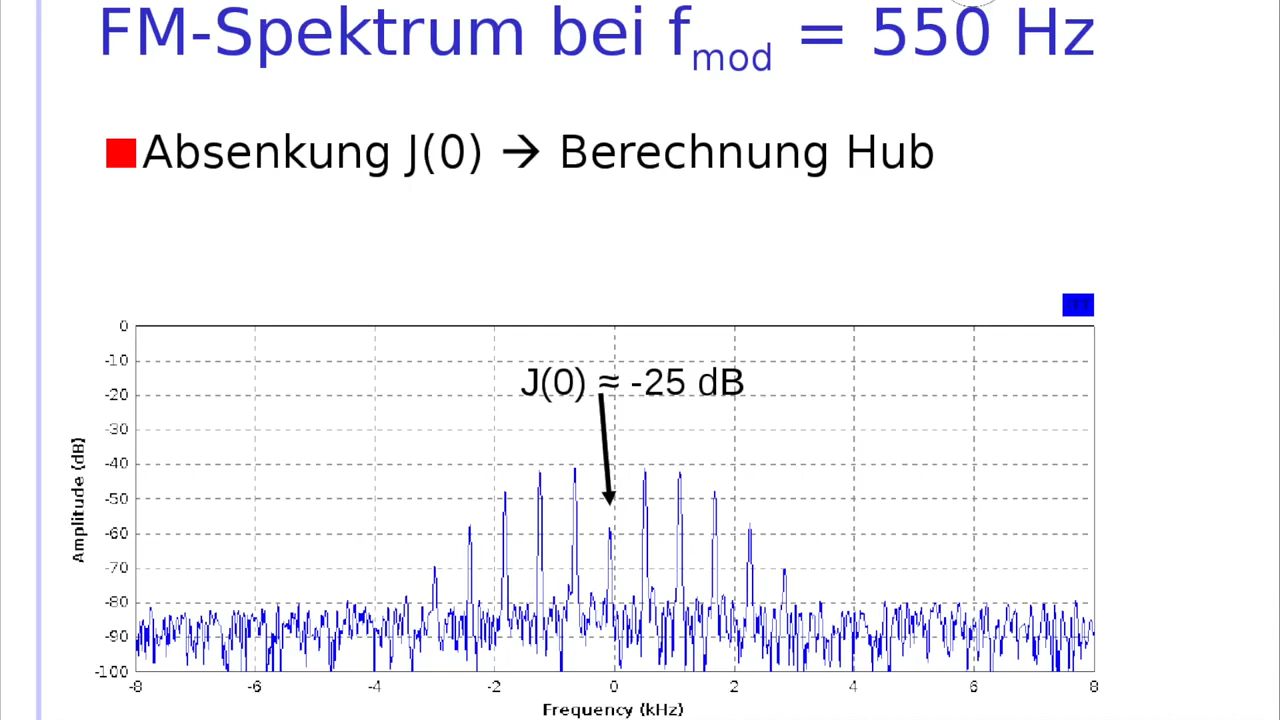 FM-Spektrum bei fmod = 550 Hz
Absenkung J(0) → Berechnung Hub
J(0) ≈ -25 dB
0
-10
-20
-30
-40
-50
-60
-70
-80
-90
-100
Amplitude (dB)
-8 -6 -4 -2 0 2 4 6 8
Frequency (kHz)